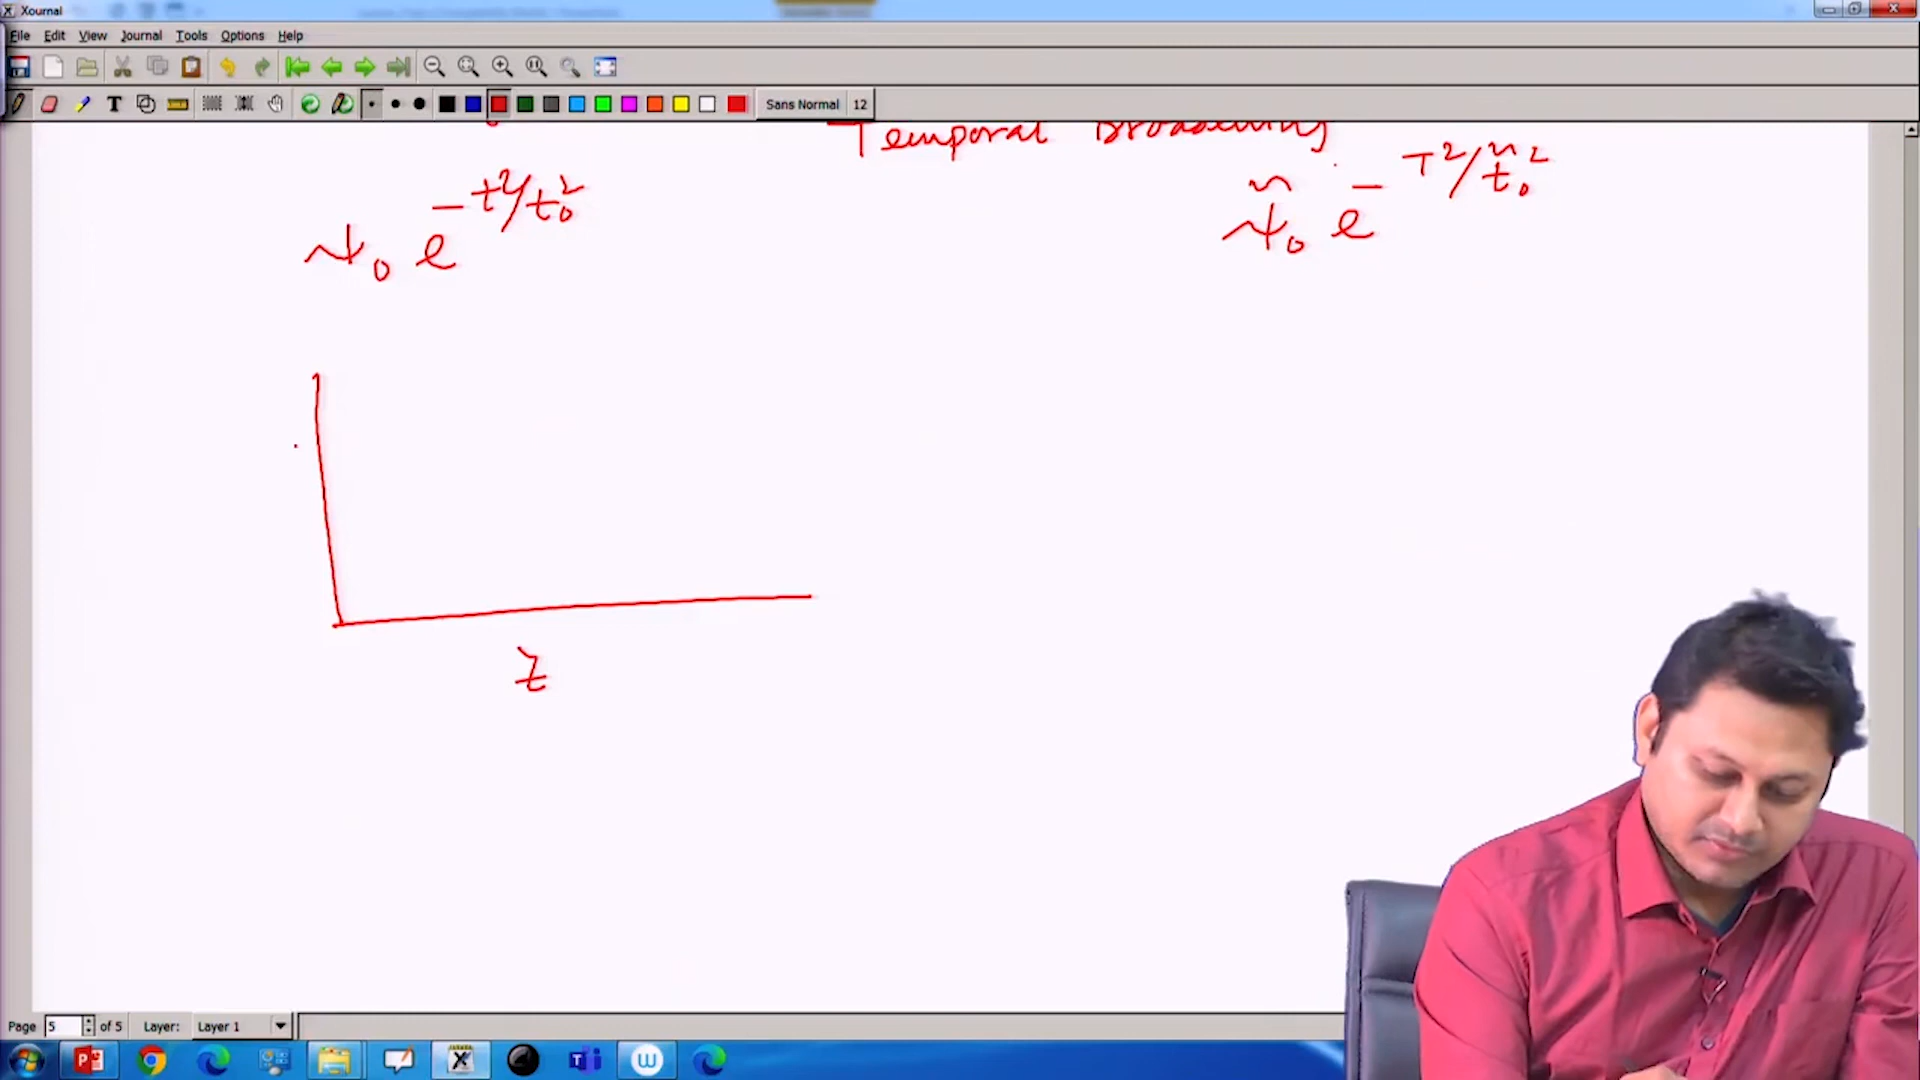 Xournal
File Edit View Journal Tools Options Help
Sans Normal 12
Temporal Broadening
ψ₀ e^{-t²/t₀²}
ψ̃₀ e^{-T²/t̃₀²}
z
Page 5 of 5 Layer: Layer 1